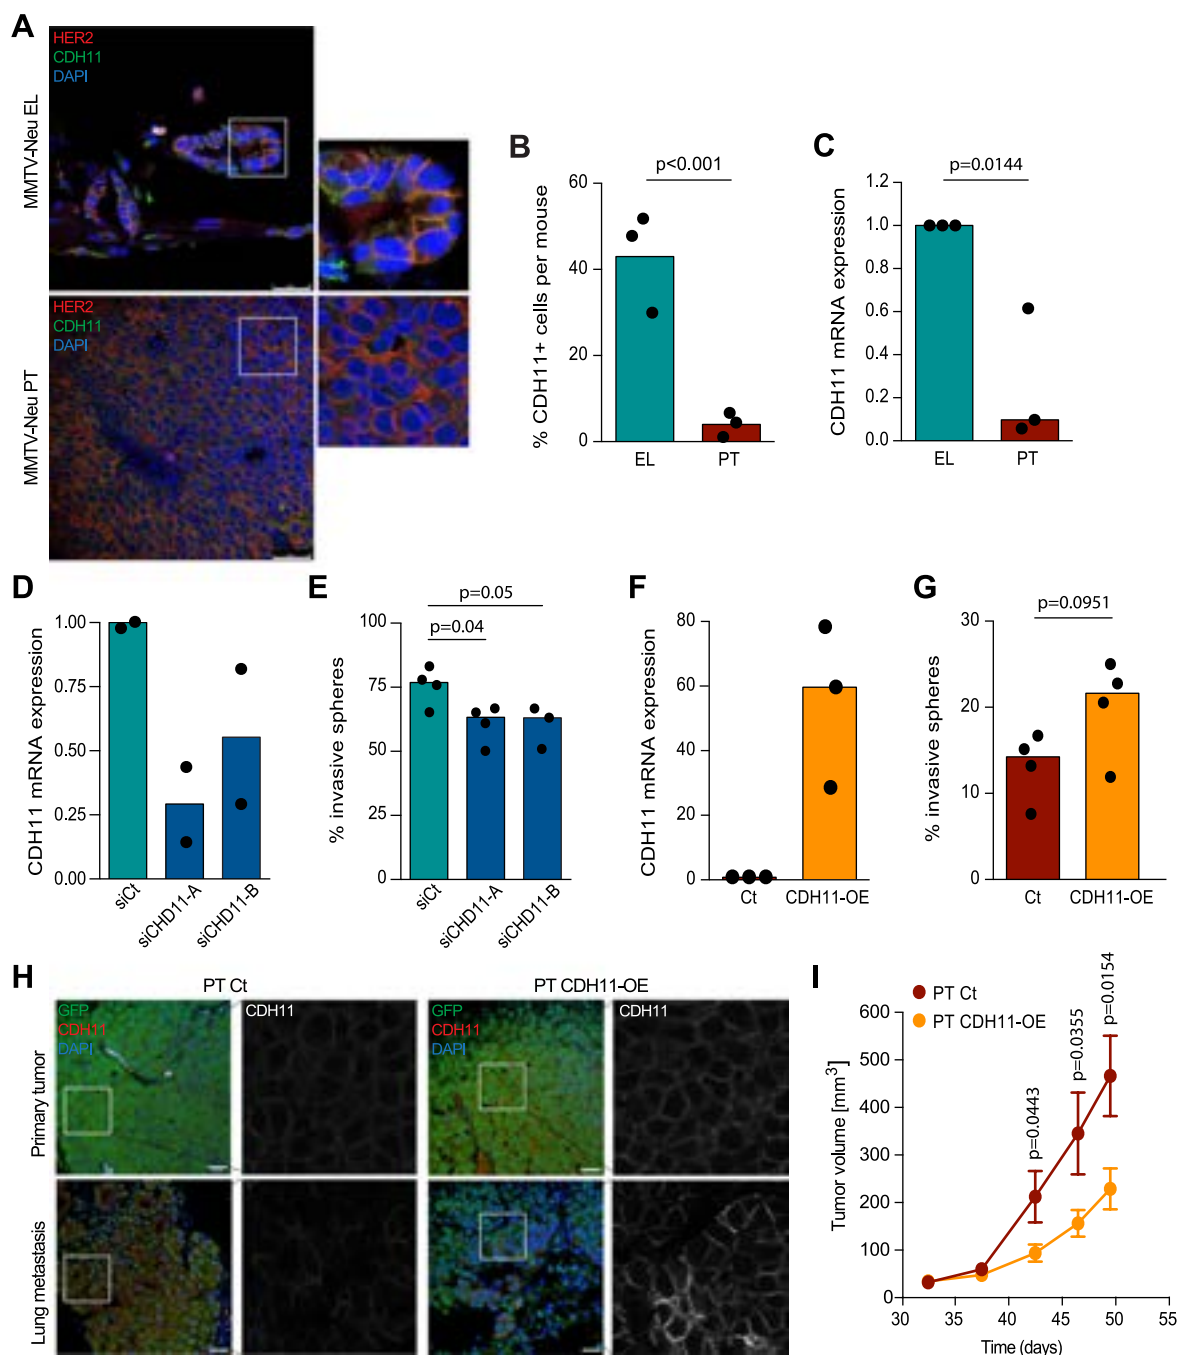 A
HER2
CDH11
DAPI
MMTV-Neu EL
HER2
CDH11
DAPI
MMTV-Neu PT
B
p<0.001
% CDH11+ cells per mouse
60
40
20
0
EL PT
C
p=0.0144
CDH11 mRNA expression
1.2
1.0
0.8
0.6
0.4
0.2
0.0
EL PT
D
CDH11 mRNA expression
1.00
0.75
0.50
0.25
0.00
siCt siCHD11-A siCHD11-B
E
p=0.05
p=0.04
% invasive spheres
100
75
50
25
0
siCt siCHD11-A siCHD11-B
F
CDH11 mRNA expression
80
60
40
20
0
Ct CDH11-OE
G
p=0.0951
% invasive spheres
30
20
10
0
Ct CDH11-OE
H
PT Ct PT CDH11-OE
Primary tumor
GFP
CDH11
DAPI
CDH11
GFP
CDH11
DAPI
CDH11
Lung metastasis
I
PT Ct
PT CDH11-OE
p=0.0443
p=0.0355
p=0.0154
Tumor volume [mm³]
600
500
400
300
200
100
0
30 35 40 45 50 55
Time (days)